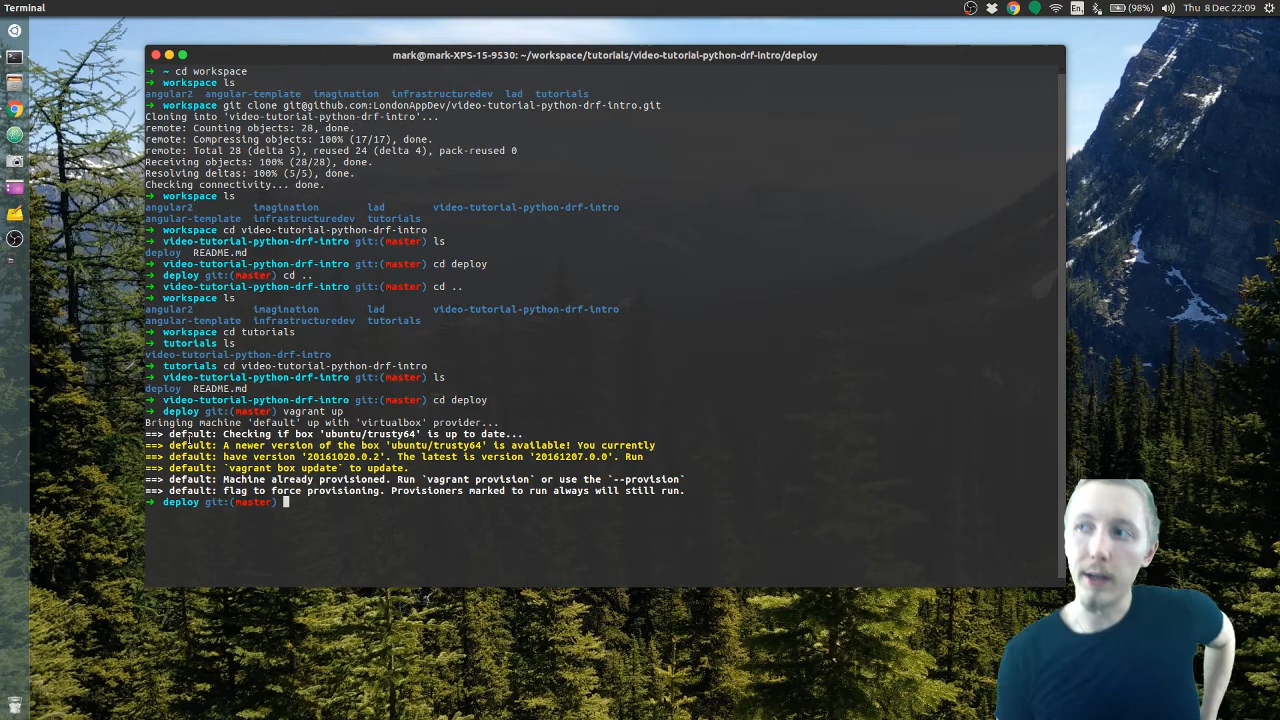 Terminal
En
(98%)
Thu 8 Dec 22:09
mark@mark-XPS-15-9530: ~/workspace/tutorials/video-tutorial-python-drf-intro/deploy
➜ ~ cd workspace
➜ workspace ls
angular2 angular-template imagination infrastructuredev lad tutorials
➜ workspace git clone git@github.com:LondonAppDev/video-tutorial-python-drf-intro.git
Cloning into 'video-tutorial-python-drf-intro'...
remote: Counting objects: 28, done.
remote: Compressing objects: 100% (17/17), done.
remote: Total 28 (delta 5), reused 24 (delta 4), pack-reused 0
Receiving objects: 100% (28/28), done.
Resolving deltas: 100% (5/5), done.
Checking connectivity... done.
➜ workspace ls
angular2 imagination lad video-tutorial-python-drf-intro
angular-template infrastructuredev tutorials
➜ workspace cd video-tutorial-python-drf-intro
➜ video-tutorial-python-drf-intro git:(master) ls
deploy README.md
➜ video-tutorial-python-drf-intro git:(master) cd deploy
➜ deploy git:(master) cd ..
➜ video-tutorial-python-drf-intro git:(master) cd ..
➜ workspace ls
angular2 imagination lad video-tutorial-python-drf-intro
angular-template infrastructuredev tutorials
➜ workspace cd tutorials
➜ tutorials ls
video-tutorial-python-drf-intro
➜ tutorials cd video-tutorial-python-drf-intro
➜ video-tutorial-python-drf-intro git:(master) ls
deploy README.md
➜ video-tutorial-python-drf-intro git:(master) cd deploy
➜ deploy git:(master) vagrant up
Bringing machine 'default' up with 'virtualbox' provider...
==> default: Checking if box 'ubuntu/trusty64' is up to date...
==> default: A newer version of the box 'ubuntu/trusty64' is available! You currently
==> default: have version '20161020.0.2'. The latest is version '20161207.0.0'. Run
==> default: `vagrant box update` to update.
==> default: Machine already provisioned. Run `vagrant provision` or use the `--provision`
==> default: flag to force provisioning. Provisioners marked to run always will still run.
➜ deploy git:(master)